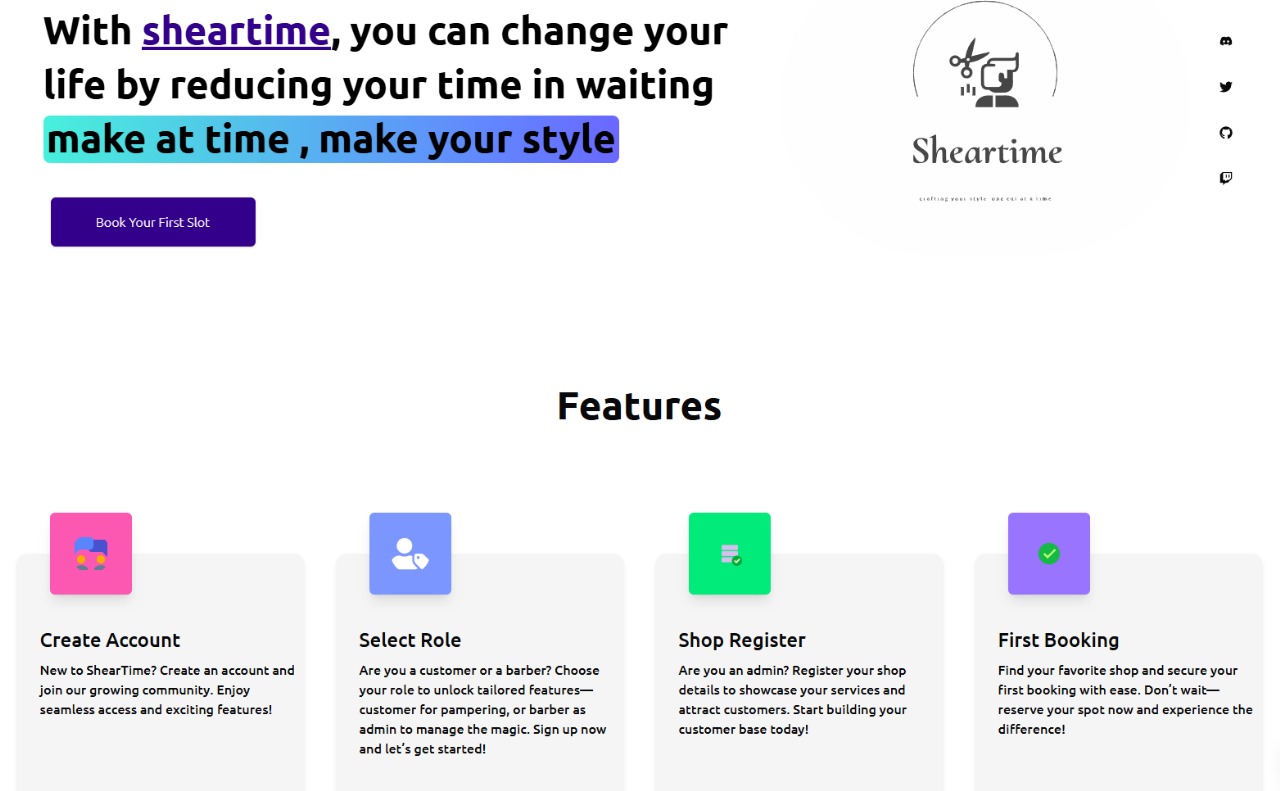 With sheartime, you can change your
life by reducing your time in waiting
make at time , make your style
Book Your First Slot
Sheartime
crafting your style one cut at a time
Features
Create Account
New to ShearTime? Create an account and
join our growing community. Enjoy
seamless access and exciting features!
Select Role
Are you a customer or a barber? Choose
your role to unlock tailored features—
customer for pampering, or barber as
admin to manage the magic. Sign up now
and let's get started!
Shop Register
Are you an admin? Register your shop
details to showcase your services and
attract customers. Start building your
customer base today!
First Booking
Find your favorite shop and secure your
first booking with ease. Don't wait—
reserve your spot now and experience the
difference!